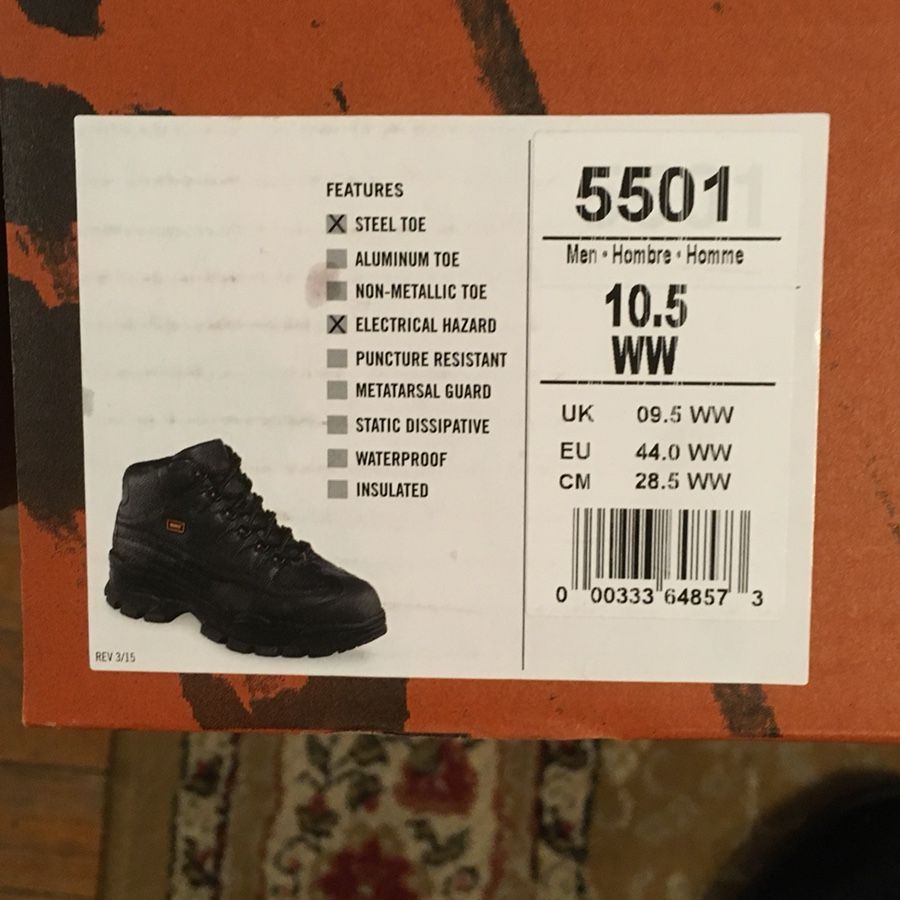 FEATURES
X STEEL TOE
ALUMINUM TOE
NON-METALLIC TOE
X ELECTRICAL HAZARD
PUNCTURE RESISTANT
METATARSAL GUARD
STATIC DISSIPATIVE
WATERPROOF
INSULATED
REV 3/15
5501
Men • Hombre • Homme
10.5
WW
UK 09.5 WW
EU 44.0 WW
CM 28.5 WW
0 00333 64857 3